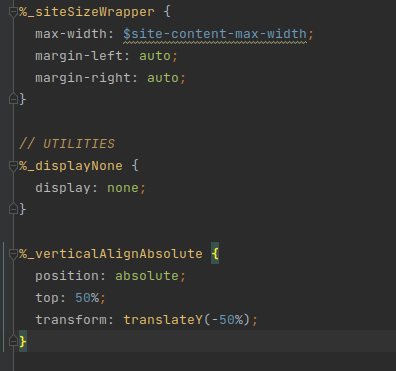 %_siteSizeWrapper {
max-width: $site-content-max-width;
margin-left: auto;
margin-right: auto;
}
// UTILITIES
%_displayNone {
display: none;
}
%_verticalAlignAbsolute {
position: absolute;
top: 50%;
transform: translateY(-50%);
}